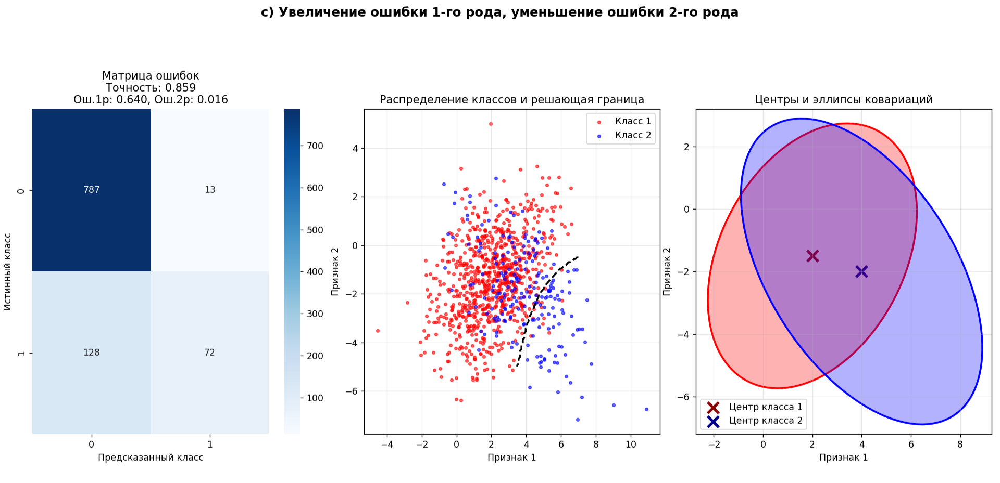 c) Увеличение ошибки 1-го рода, уменьшение ошибки 2-го рода
Матрица ошибок
Точность: 0.859
Ош.1р: 0.640, Ош.2р: 0.016
787
13
128
72
0
1
0
1
Истинный класс
Предсказанный класс
700
600
500
400
300
200
100
Распределение классов и решающая граница
Класс 1
Класс 2
4
2
0
−2
−4
−6
−4
−2
0
2
4
6
8
10
Признак 2
Признак 1
Центры и эллипсы ковариаций
2
0
−2
−4
−6
−2
0
2
4
6
8
Признак 2
Признак 1
Центр класса 1
Центр класса 2